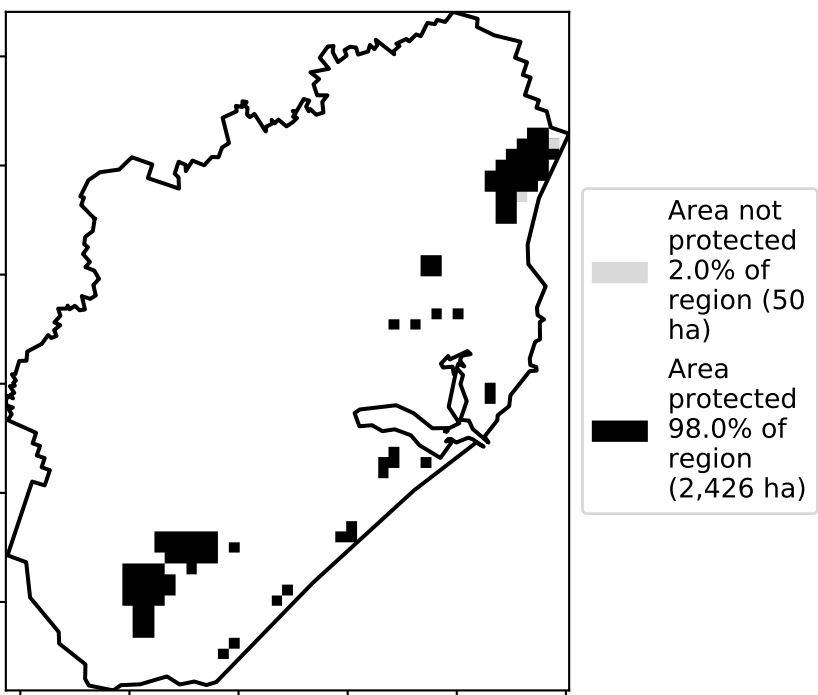 Area not
protected
2.0% of
region (50
ha)
Area
protected
98.0% of
region
(2,426 ha)